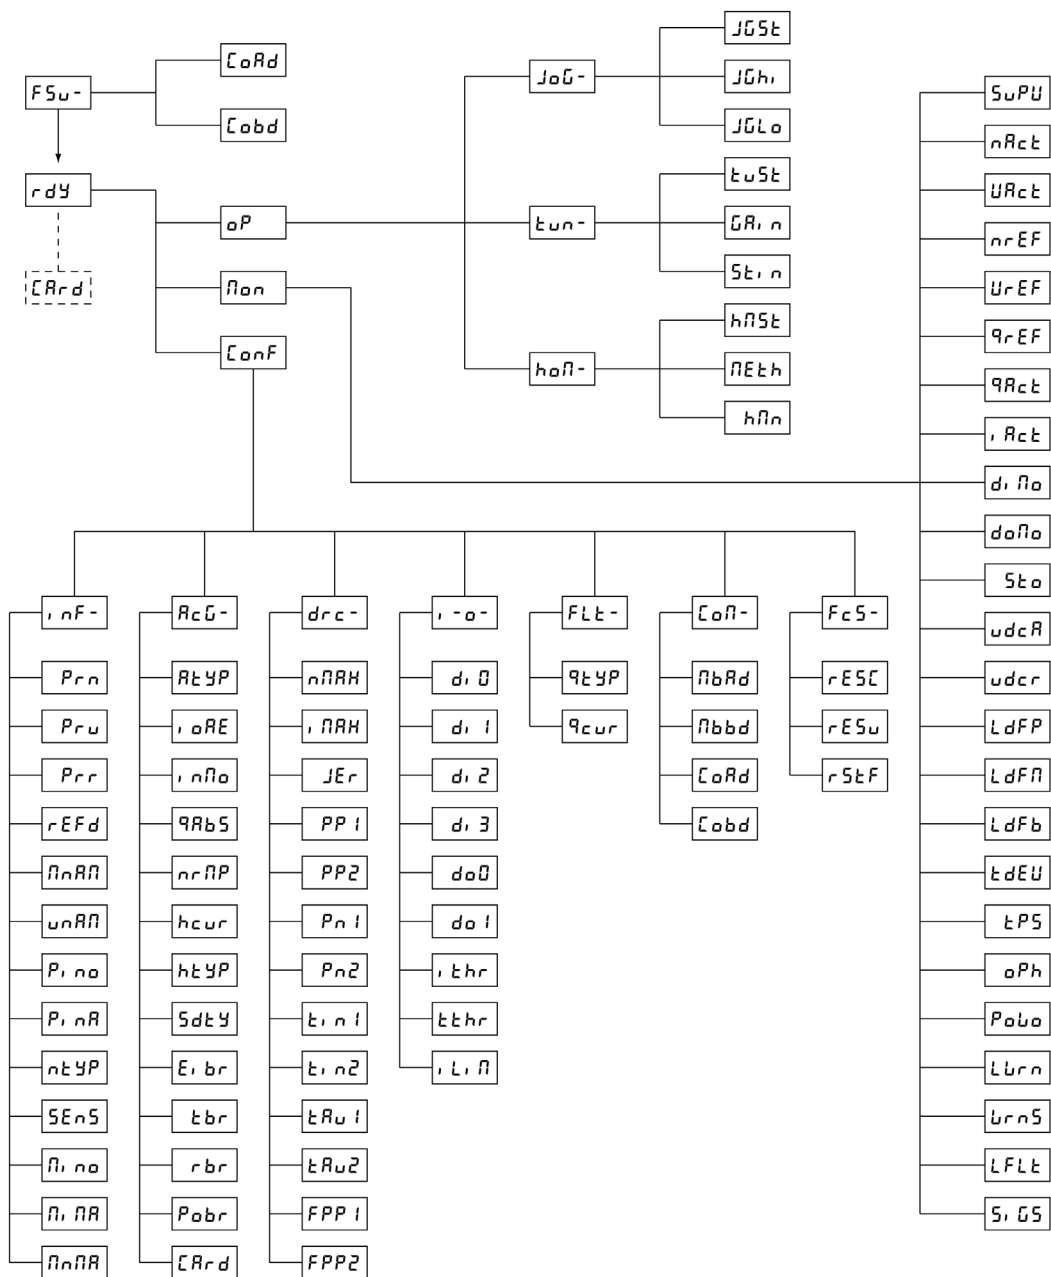 FSu-
CoAd
Cobd
rdY
CArd
oP
Mon
ConF
JoG-
JGSt
JGhi
JGLo
tun-
tuSt
GAin
Stin
hoM-
hMSt
MEth
hMn
SuPU
nAct
UAct
nrEF
UrEF
qrEF
qAct
iAct
diMo
doMo
Sto
udcA
udcr
LdFP
LdFM
LdFb
tdEU
tPS
oPh
PoWo
LWrn
WrnS
LFLt
SiGS
inF-
Prn
Pru
Prr
rEFd
MnAM
unAM
Pino
PinA
ntYP
SEnS
Mino
MiMA
MnMA
AcG-
AtYP
ioAE
inMo
qAbS
nrMP
hcur
htYP
SdtY
Eibr
tbr
rbr
Pobr
CArd
drc-
nMAX
iMAX
JEr
PP1
PP2
Pn1
Pn2
tin1
tin2
tAu1
tAu2
FPP1
FPP2
i-o-
di0
di1
di2
di3
do0
do1
ithr
tthr
iLiM
FLt-
qtYP
qcur
CoM-
MbAd
Mbbd
CoAd
Cobd
FcS-
rESC
rESu
rStF